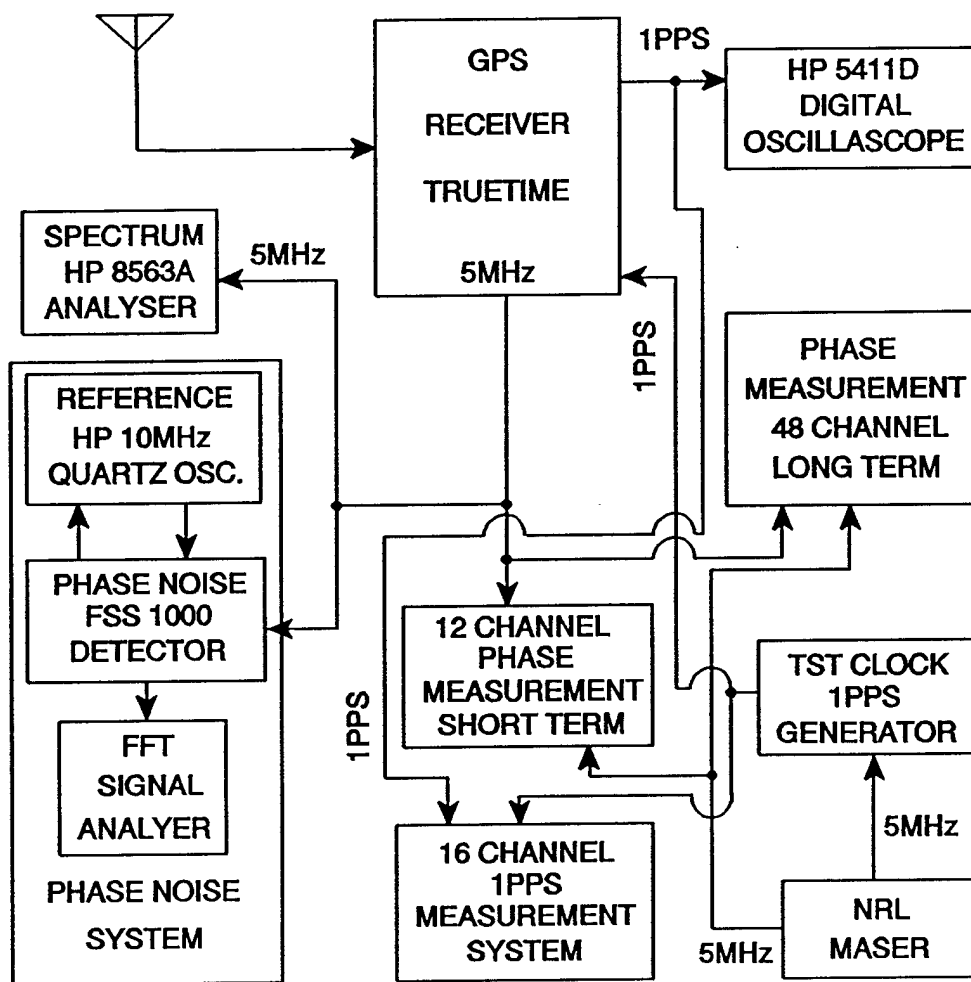 GPS
RECEIVER
TRUETIME
5MHz
1PPS
HP 5411D
DIGITAL
OSCILLASCOPE
SPECTRUM
HP 8563A
ANALYSER
5MHz
1PPS
PHASE
MEASUREMENT
48 CHANNEL
LONG TERM
REFERENCE
HP 10MHz
QUARTZ OSC.
PHASE NOISE
FSS 1000
DETECTOR
FFT
SIGNAL
ANALYER
PHASE NOISE
SYSTEM
1PPS
12 CHANNEL
PHASE
MEASUREMENT
SHORT TERM
TST CLOCK
1PPS
GENERATOR
5MHz
16 CHANNEL
1PPS
MEASUREMENT
SYSTEM
5MHz
NRL
MASER